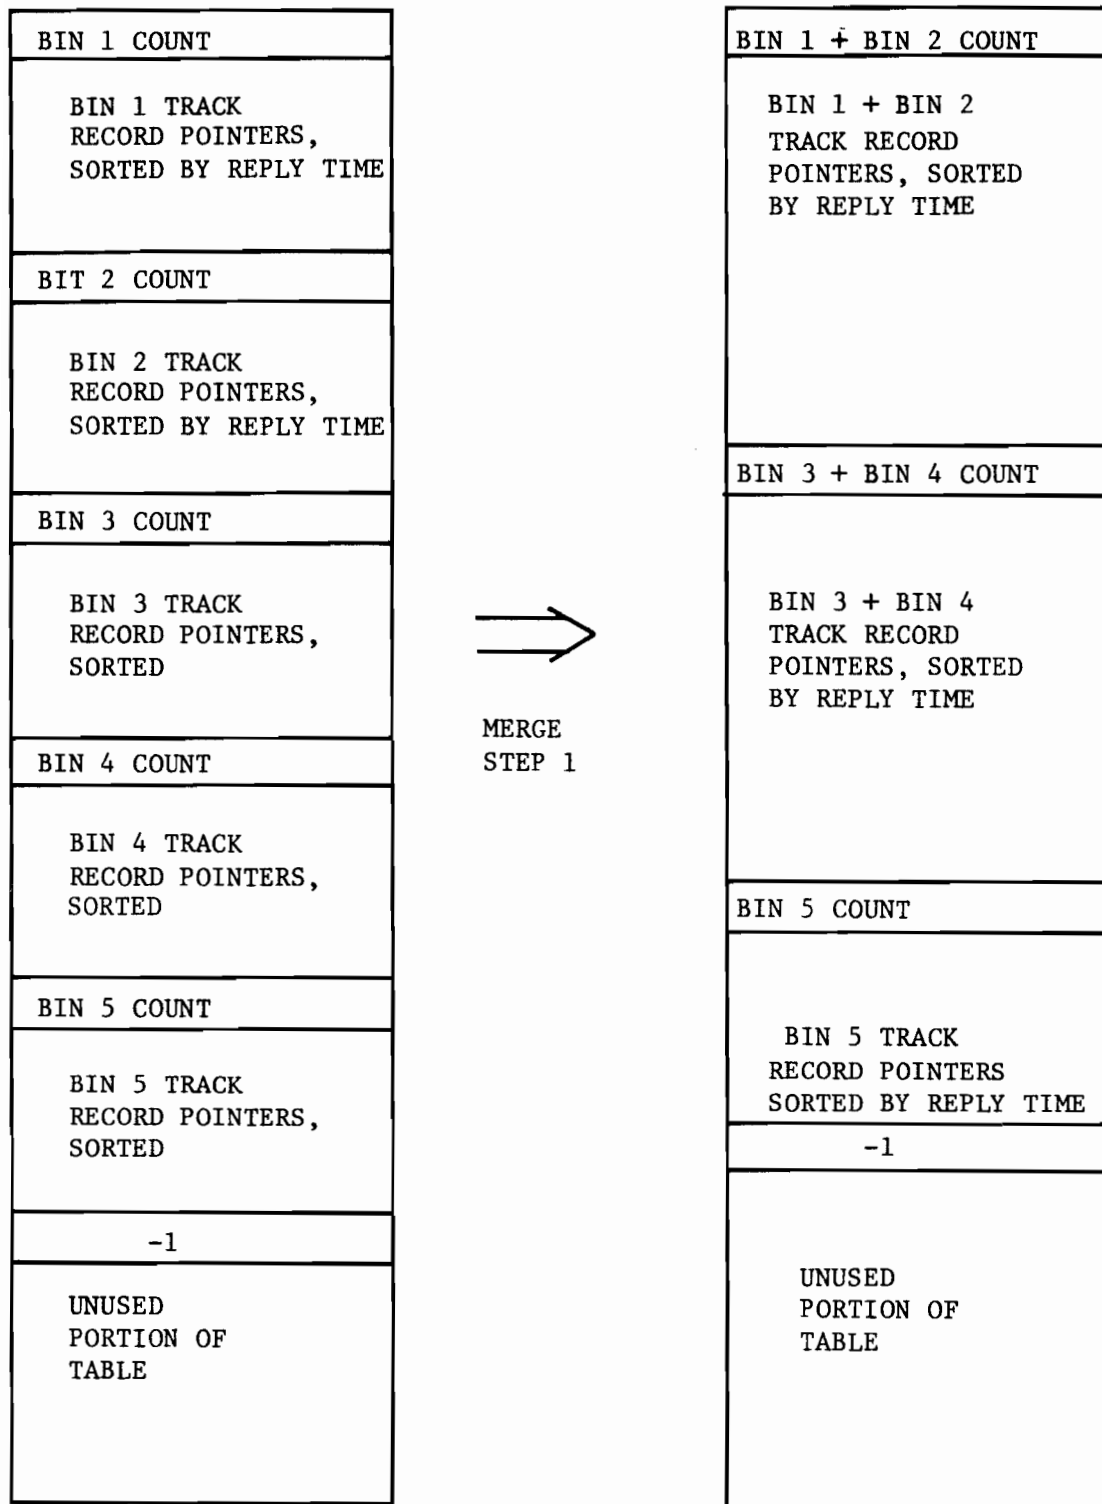 BIN 1 COUNT
BIN 1 TRACK
RECORD POINTERS,
SORTED BY REPLY TIME
BIT 2 COUNT
BIN 2 TRACK
RECORD POINTERS,
SORTED BY REPLY TIME
BIN 3 COUNT
BIN 3 TRACK
RECORD POINTERS,
SORTED
BIN 4 COUNT
BIN 4 TRACK
RECORD POINTERS,
SORTED
BIN 5 COUNT
BIN 5 TRACK
RECORD POINTERS,
SORTED
-1
UNUSED
PORTION OF
TABLE
MERGE
STEP 1
BIN 1 + BIN 2 COUNT
BIN 1 + BIN 2
TRACK RECORD
POINTERS, SORTED
BY REPLY TIME
BIN 3 + BIN 4 COUNT
BIN 3 + BIN 4
TRACK RECORD
POINTERS, SORTED
BY REPLY TIME
BIN 5 COUNT
BIN 5 TRACK
RECORD POINTERS
SORTED BY REPLY TIME
-1
UNUSED
PORTION OF
TABLE